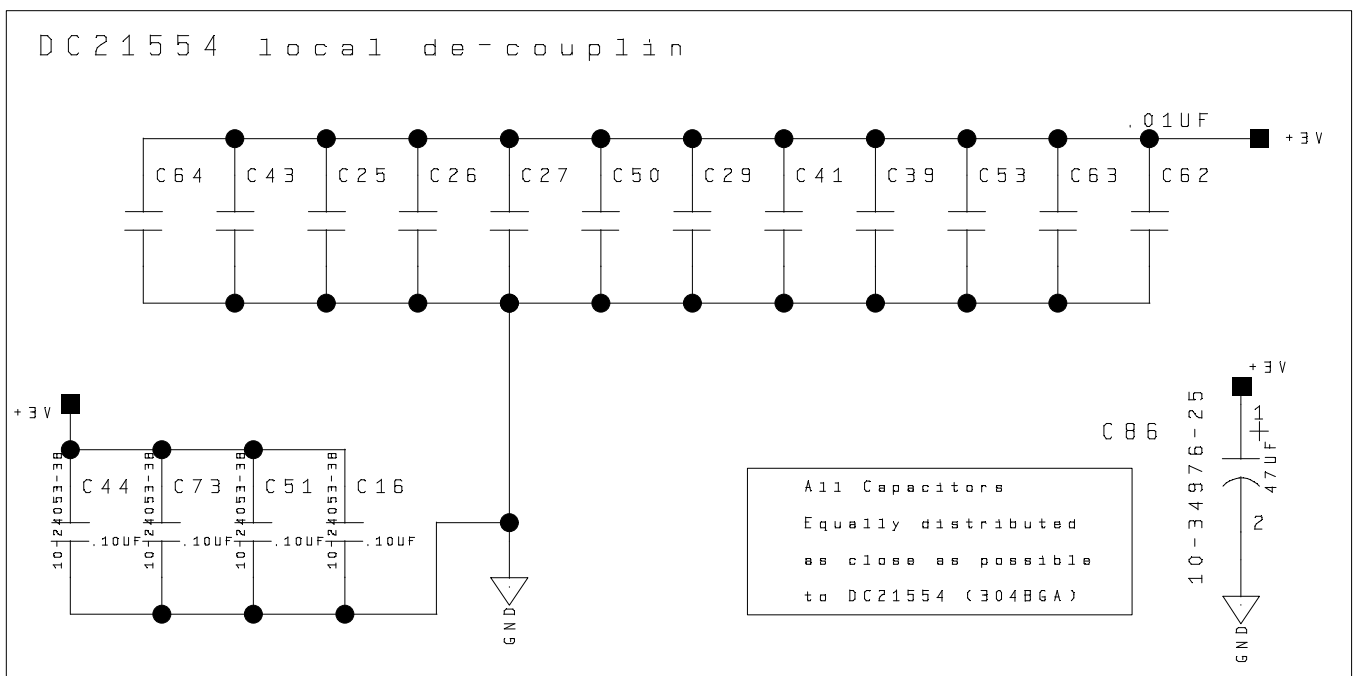 DC21554 local de-couplin
.01UF
+3V
C64 C43 C25 C26 C27 C50 C29 C41 C39 C53 C63 C62
+3V
C44 C73 C51 C16
10-24053-38
10-24053-38
10-24053-38
10-24053-38
.10UF .10UF .10UF .10UF
GND
All Capacitors
Equally distributed
as close as possible
to DC21554 (304BGA)
+3V
C86
10-34976-25
1
+
47UF
2
GND